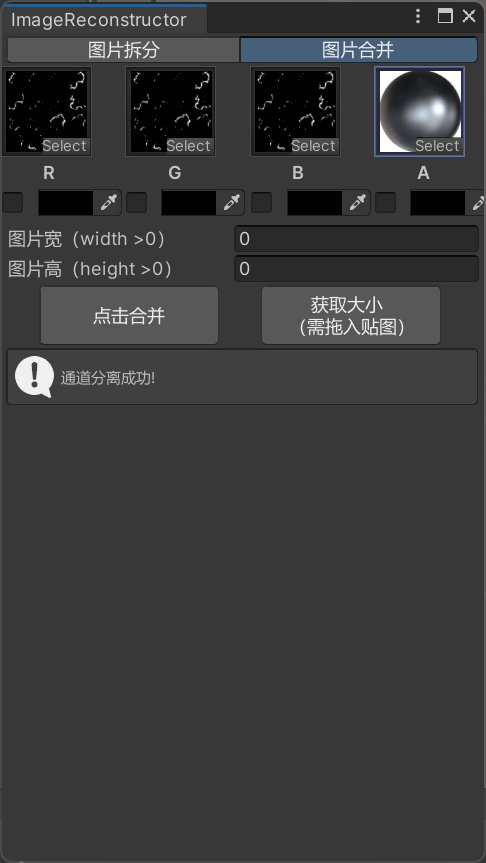 ImageReconstructor
图片拆分 图片合并
Select Select Select Select
R G B A
图片宽（width >0） 0
图片高（height >0） 0
点击合并
获取大小
（需拖入贴图）
通道分离成功!